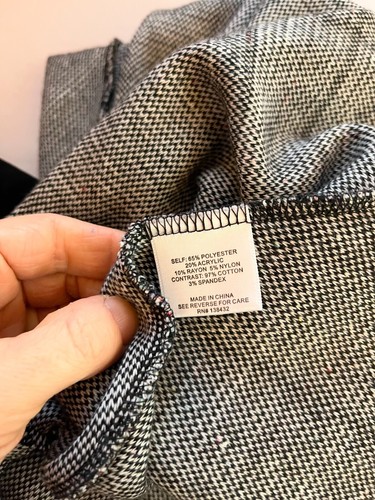 SELF: 65% POLYESTER
20% ACRYLIC
10% RAYON 5% NYLON
CONTRAST: 97% COTTON
3% SPANDEX
MADE IN CHINA
SEE REVERSE FOR CARE
RN# 138432